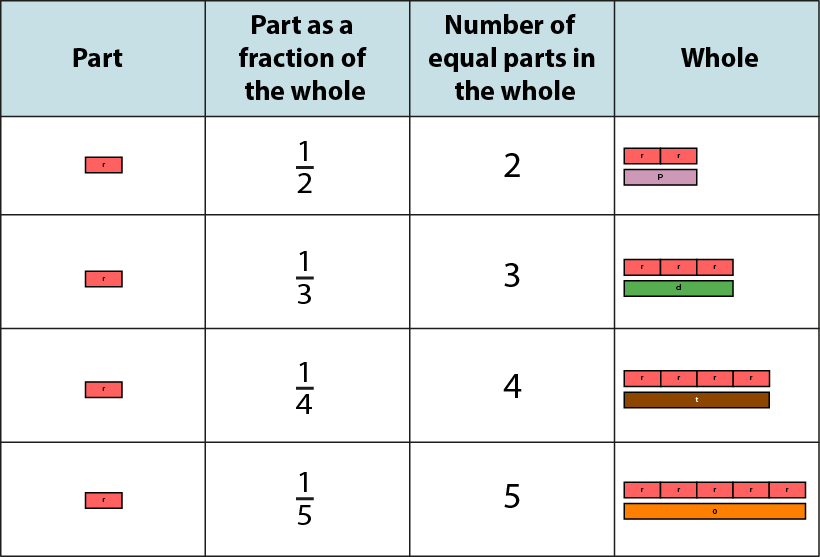 Part
Part as a
fraction of
the whole
Number of
equal parts in
the whole
Whole
r
1
2
2
r r
p
r
1
3
3
r r r
d
r
1
4
4
r r r r
t
r
1
5
5
r r r r r
o